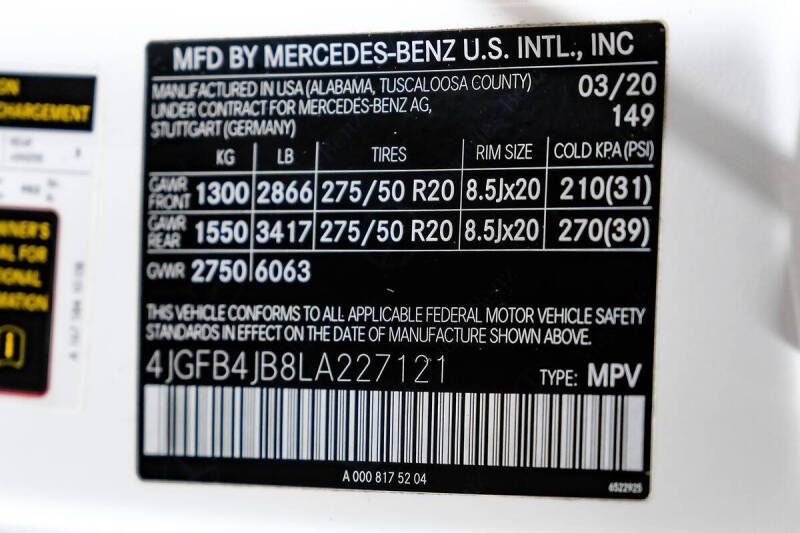 MFD BY MERCEDES-BENZ U.S. INTL., INC
MANUFACTURED IN USA (ALABAMA, TUSCALOOSA COUNTY) 03/20
UNDER CONTRACT FOR MERCEDES-BENZ AG, 149
STUTTGART (GERMANY)
KG LB TIRES RIM SIZE COLD KPA (PSI)
GAWR FRONT 1300 2866 275/50 R20 8.5Jx20 210(31)
GAWR REAR 1550 3417 275/50 R20 8.5Jx20 270(39)
GVWR 2750 6063
THIS VEHICLE CONFORMS TO ALL APPLICABLE FEDERAL MOTOR VEHICLE SAFETY
STANDARDS IN EFFECT ON THE DATE OF MANUFACTURE SHOWN ABOVE.
4JGFB4JB8LA227121 TYPE: MPV
A 000 817 52 04
6522925